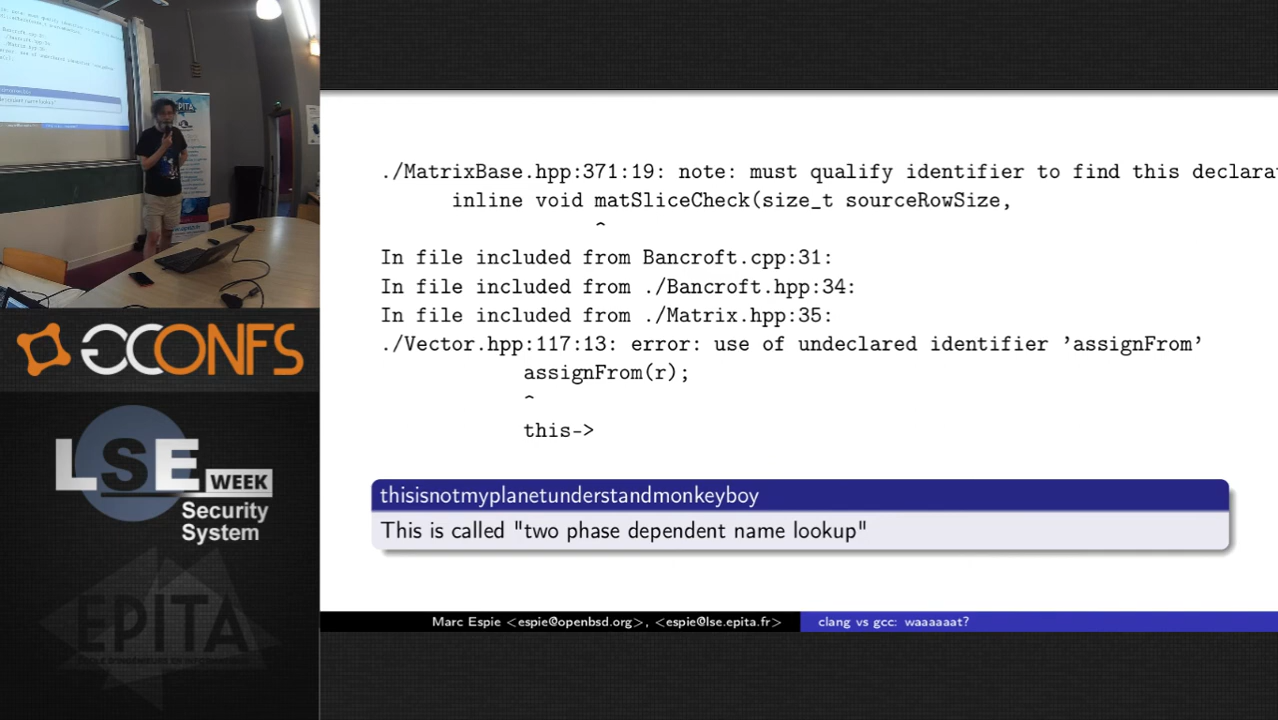 ./MatrixBase.hpp:371:19: note: must qualify identifier to find this declara
inline void matSliceCheck(size_t sourceRowSize,
^
In file included from Bancroft.cpp:31:
In file included from ./Bancroft.hpp:34:
In file included from ./Matrix.hpp:35:
./Vector.hpp:117:13: error: use of undeclared identifier ’assignFrom’
assignFrom(r);
^
this->
thisisnotmyplanetunderstandmonkeyboy
This is called "two phase dependent name lookup"
Marc Espie <espie@openbsd.org>, <espie@lse.epita.fr>
clang vs gcc: waaaaaat?
EPITA
GCONFS
LSE WEEK
Security
System
EPITA